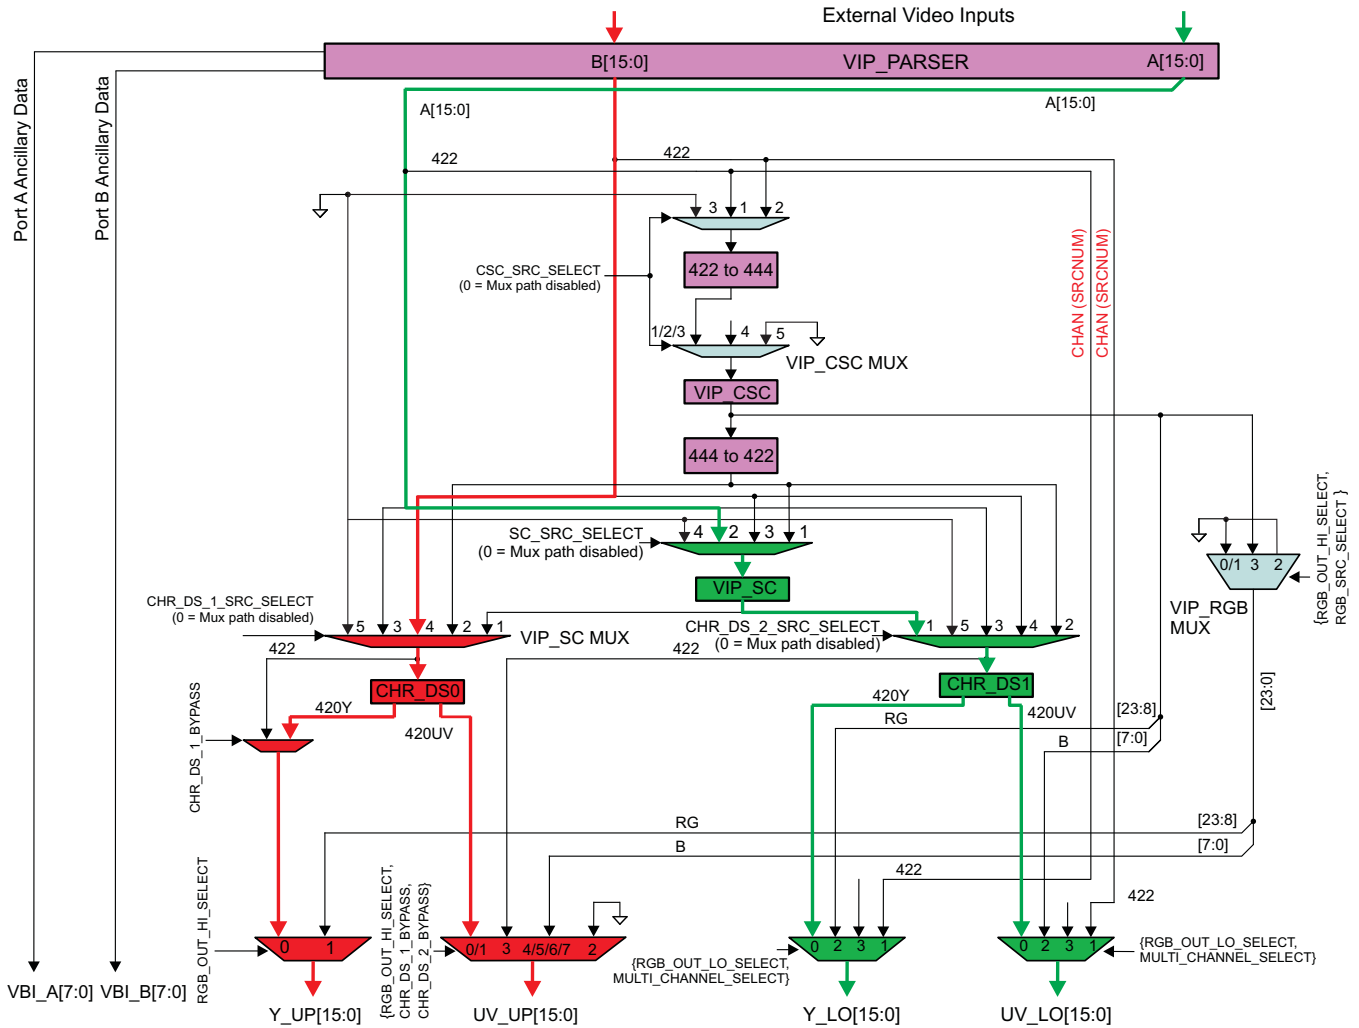 External Video Inputs
B[15:0]
VIP_PARSER
A[15:0]
A[15:0]
A[15:0]
Port A Ancillary Data
Port B Ancillary Data
422
422
3 1 2
422 to 444
CSC_SRC_SELECT
(0 = Mux path disabled)
CHAN (SRCNUM)
CHAN (SRCNUM)
1/2/3 4 5
VIP_CSC MUX
VIP_CSC
444 to 422
SC_SRC_SELECT
(0 = Mux path disabled)
4 2 3 1
VIP_SC
0/1 3 2
VIP_RGB
MUX
{RGB_OUT_HI_SELECT,
RGB_SRC_SELECT }
CHR_DS_1_SRC_SELECT
(0 = Mux path disabled)
5 3 4 2 1
VIP_SC MUX
CHR_DS_2_SRC_SELECT
(0 = Mux path disabled)
1 5 3 4 2
422
422
CHR_DS0
CHR_DS1
420Y
420UV
420Y
420UV
RG
[23:8]
B
[7:0]
[23:0]
CHR_DS_1_BYPASS
RG
[23:8]
B
[7:0]
422
422
RGB_OUT_HI_SELECT
0 1
{RGB_OUT_HI_SELECT,
CHR_DS_1_BYPASS,
CHR_DS_2_BYPASS}
0/1 3 4/5/6/7 2
{RGB_OUT_LO_SELECT,
MULTI_CHANNEL_SELECT}
0 2 3 1
0 2 3 1
{RGB_OUT_LO_SELECT,
MULTI_CHANNEL_SELECT}
VBI_A[7:0] VBI_B[7:0]
Y_UP[15:0]
UV_UP[15:0]
Y_LO[15:0]
UV_LO[15:0]